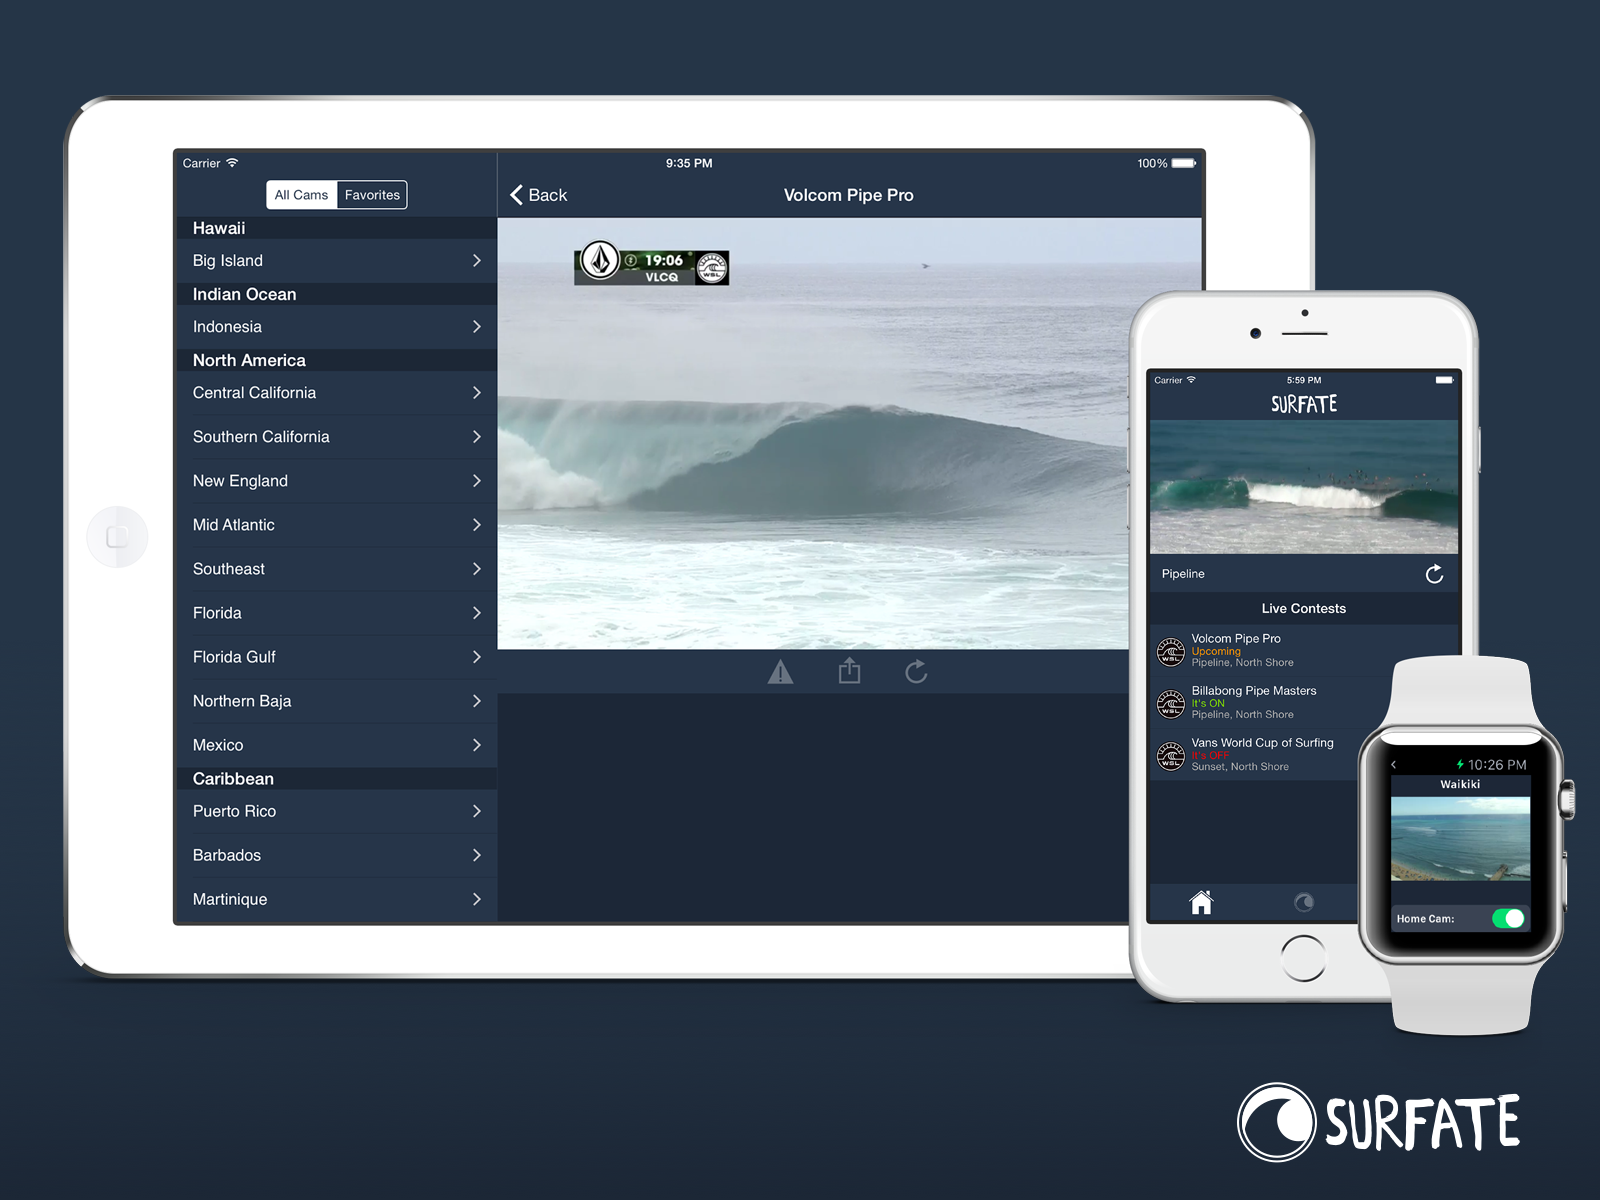 Carrier
9:35 PM
100%
All Cams
Favorites
Back
Volcom Pipe Pro
Hawaii
Big Island
Indian Ocean
Indonesia
North America
Central California
Southern California
New England
Mid Atlantic
Southeast
Florida
Florida Gulf
Northern Baja
Mexico
Caribbean
Puerto Rico
Barbados
Martinique
19:06
VLCQ
WSL
Carrier
5:59 PM
SURFATE
Pipeline
Live Contests
WSL
Volcom Pipe Pro
Upcoming
Pipeline, North Shore
WSL
Billabong Pipe Masters
It's ON
Pipeline, North Shore
WSL
Vans World Cup of Surfing
It's OFF
Sunset, North Shore
10:26 PM
Waikiki
Home Cam:
SURFATE